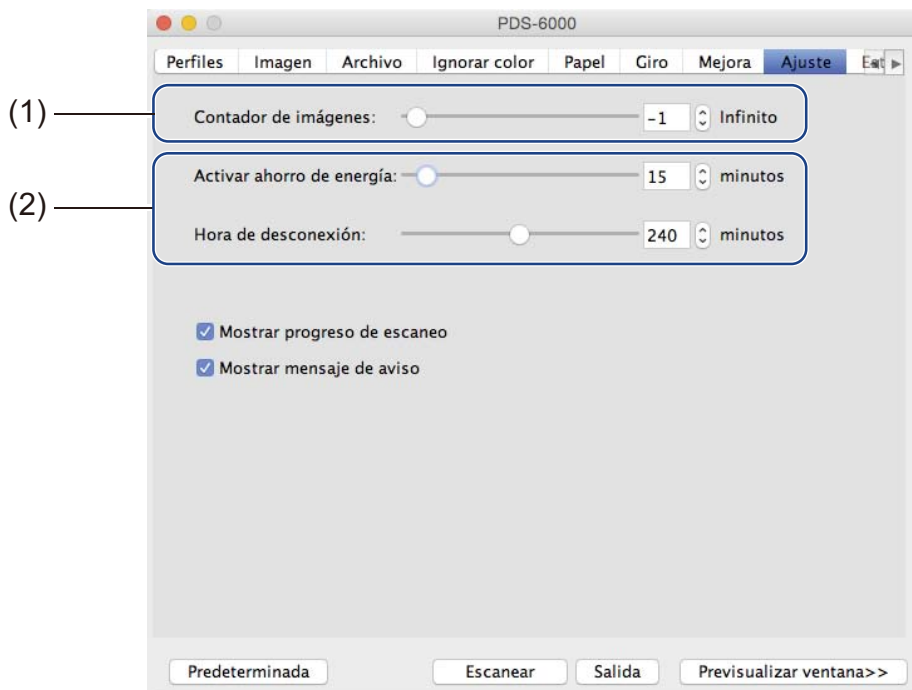 PDS-6000
Perfiles Imagen Archivo Ignorar color Papel Giro Mejora Ajuste
(1) Contador de imágenes: -1 Infinito
(2)
Activar ahorro de energía: 15 minutos
Hora de desconexión: 240 minutos
Mostrar progreso de escaneo
Mostrar mensaje de aviso
Predeterminada Escanear Salida Previsualizar ventana>>